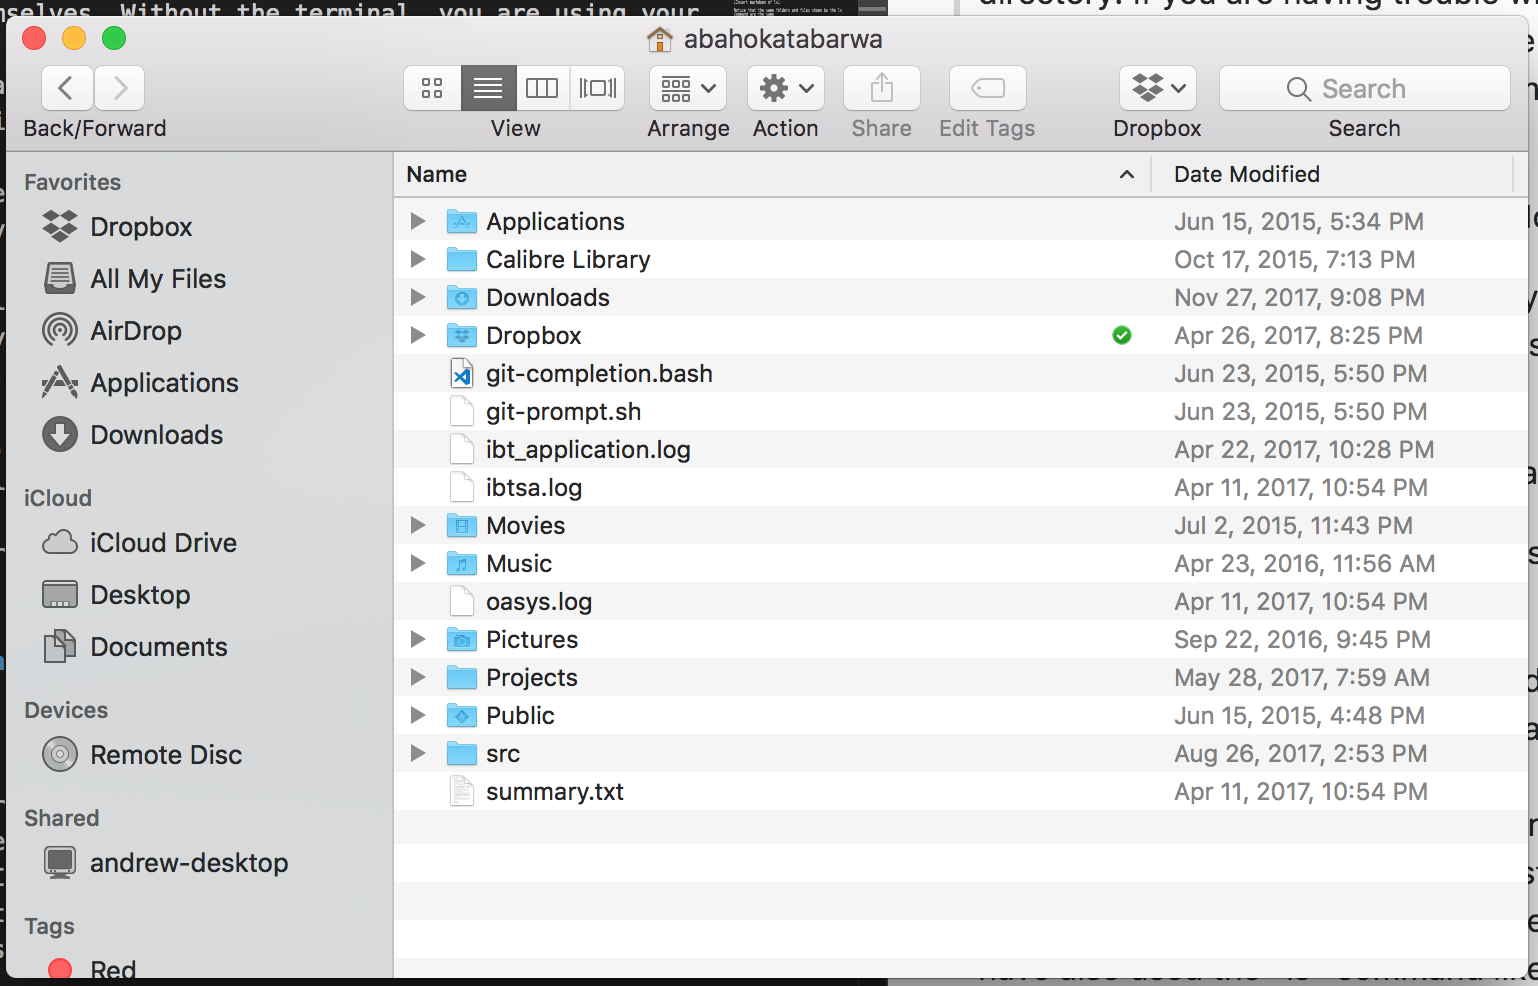 nselves. Without the terminal, you are using your
abahokatabarwa
Back/Forward
View
Arrange
Action
Share
Edit Tags
Dropbox
Search
Search
Favorites
Dropbox
All My Files
AirDrop
Applications
Downloads
iCloud
iCloud Drive
Desktop
Documents
Devices
Remote Disc
Shared
andrew-desktop
Tags
Red
Name Date Modified
Applications Jun 15, 2015, 5:34 PM
Calibre Library Oct 17, 2015, 7:13 PM
Downloads Nov 27, 2017, 9:08 PM
Dropbox Apr 26, 2017, 8:25 PM
git-completion.bash Jun 23, 2015, 5:50 PM
git-prompt.sh Jun 23, 2015, 5:50 PM
ibt_application.log Apr 22, 2017, 10:28 PM
ibtsa.log Apr 11, 2017, 10:54 PM
Movies Jul 2, 2015, 11:43 PM
Music Apr 23, 2016, 11:56 AM
oasys.log Apr 11, 2017, 10:54 PM
Pictures Sep 22, 2016, 9:45 PM
Projects May 28, 2017, 7:59 AM
Public Jun 15, 2015, 4:48 PM
src Aug 26, 2017, 2:53 PM
summary.txt Apr 11, 2017, 10:54 PM